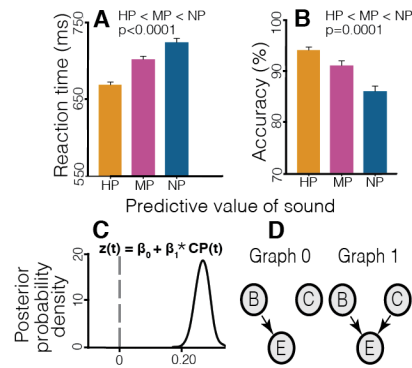 A
HP < MP < NP
p<0.0001
Reaction time (ms)
750
650
550
HP MP NP
B
HP < MP < NP
p=0.0001
Accuracy (%)
100
90
80
70
HP MP NP
Predictive value of sound
C
z(t) = β0 + β1* CP(t)
Posterior
probability
density
20
10
0
0 0.20
D
Graph 0 Graph 1
B C B C
E E